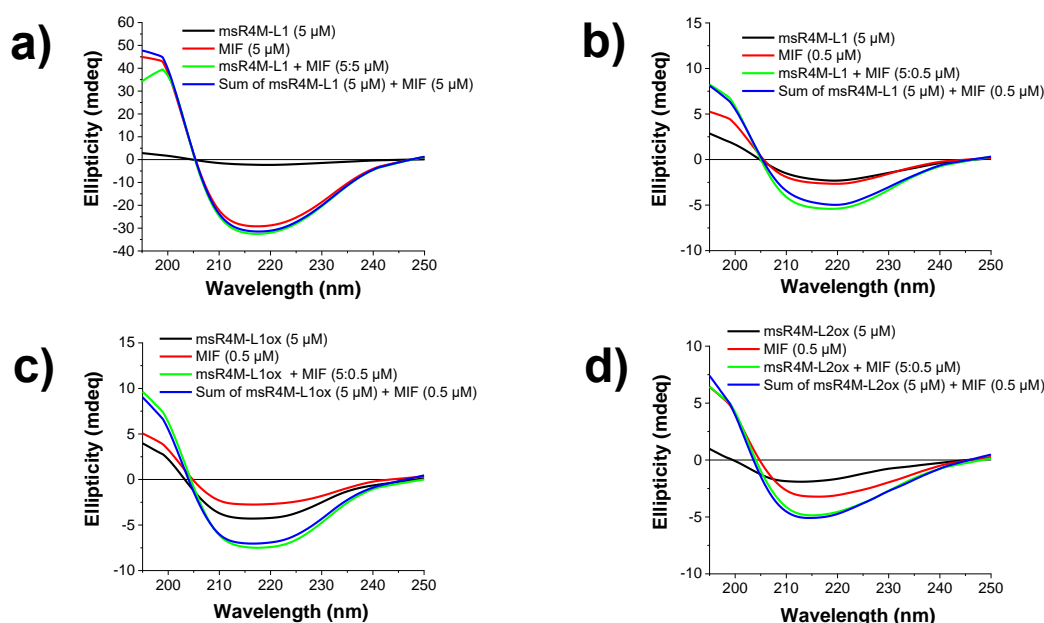 a)
60
50
40
30
20
10
0
-10
-20
-30
-40
Ellipticity (mdeq)
msR4M-L1 (5 µM)
MIF (5 µM)
msR4M-L1 + MIF (5:5 µM)
Sum of msR4M-L1 (5 µM) + MIF (5 µM)
200 210 220 230 240 250
Wavelength (nm)
b)
15
10
5
0
-5
-10
Ellipticity (mdeq)
msR4M-L1 (5 µM)
MIF (0.5 µM)
msR4M-L1 + MIF (5:0.5 µM)
Sum of msR4M-L1 (5 µM) + MIF (0.5 µM)
200 210 220 230 240 250
Wavelength (nm)
c)
15
10
5
0
-5
-10
Ellipticity (mdeq)
msR4M-L1ox (5 µM)
MIF (0.5 µM)
msR4M-L1ox + MIF (5:0.5 µM)
Sum of msR4M-L1ox (5 µM) + MIF (0.5 µM)
200 210 220 230 240 250
Wavelength (nm)
d)
10
5
0
-5
-10
Ellipticity (mdeq)
msR4M-L2ox (5 µM)
MIF (0.5 µM)
msR4M-L2ox + MIF (5:0.5 µM)
Sum of msR4M-L2ox (5 µM) + MIF (0.5 µM)
200 210 220 230 240 250
Wavelength (nm)